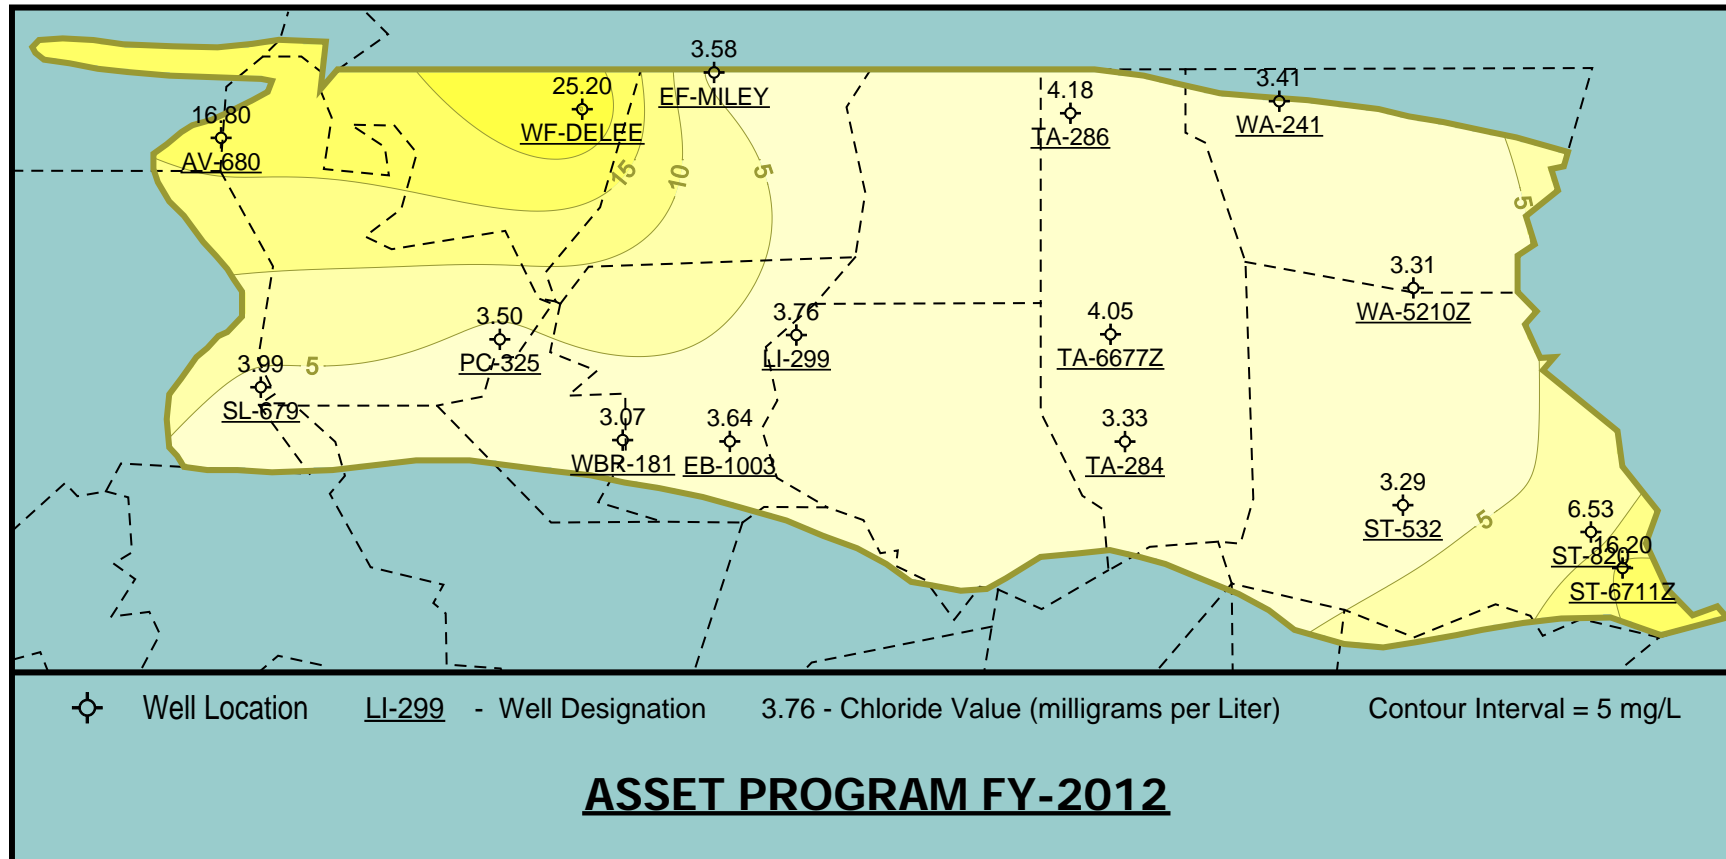 3.58
EF-MILEY
25.20
WF-DELEE
4.18
TA-286
3.41
WA-241
16.80
AV-680
15
10
5
5
3.31
WA-5210Z
3.50
PC-325
3.76
LI-299
4.05
TA-6677Z
3.99
SL-679
5
3.07
WBR-181
3.64
EB-1003
3.33
TA-284
3.29
ST-532
5
6.53
ST-820
16.20
ST-6711Z
Well Location LI-299 - Well Designation 3.76 - Chloride Value (milligrams per Liter) Contour Interval = 5 mg/L
ASSET PROGRAM FY-2012